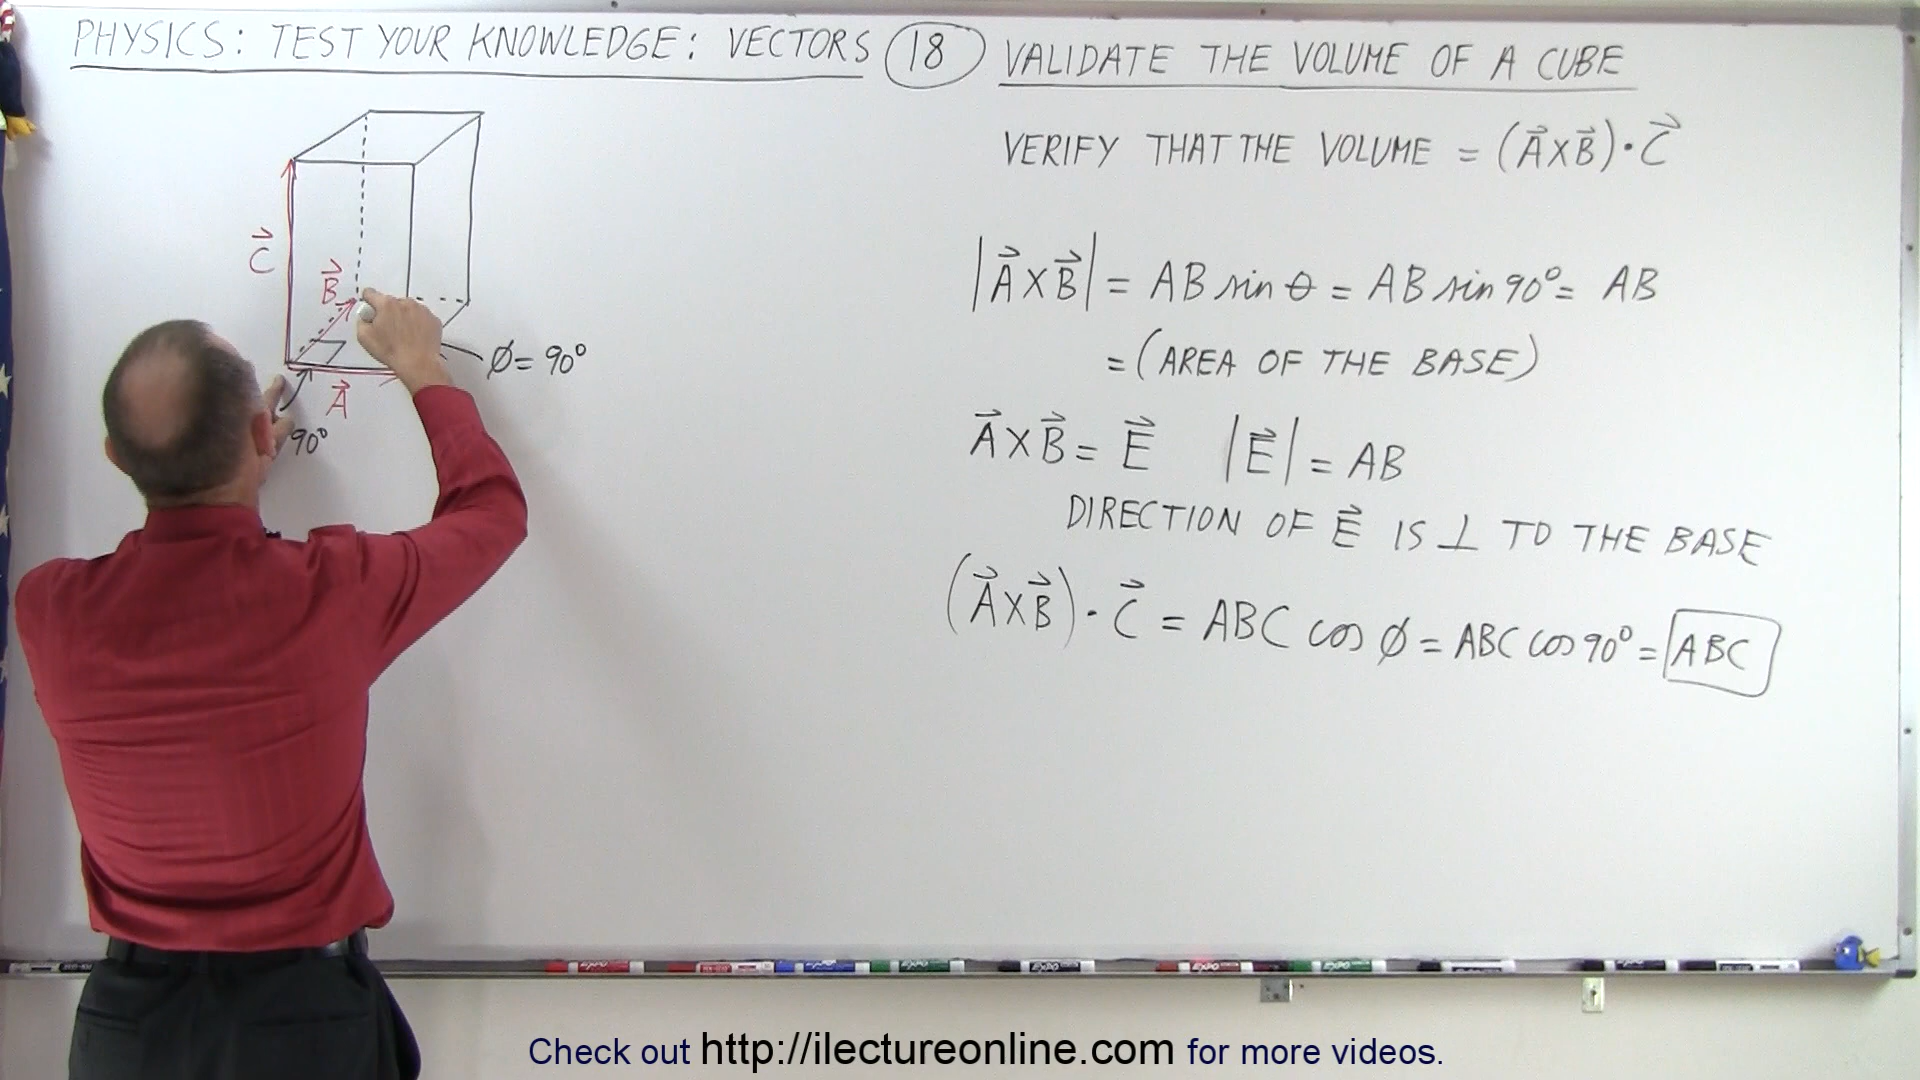 PHYSICS: TEST YOUR KNOWLEDGE: VECTORS 18 VALIDATE THE VOLUME OF A CUBE
VERIFY THAT THE VOLUME = (A⃗ X B⃗) · C⃗
|A⃗ X B⃗| = AB sin θ = AB sin 90° = AB
= (AREA OF THE BASE)
A⃗ X B⃗ = E⃗ |E⃗| = AB
DIRECTION OF E⃗ IS ⊥ TO THE BASE
(A⃗ X B⃗) · C⃗ = ABC cos ϕ = ABC cos 90° = ABC
C⃗
B⃗
ϕ = 90°
A⃗
90°
Check out http://ilectureonline.com for more videos.